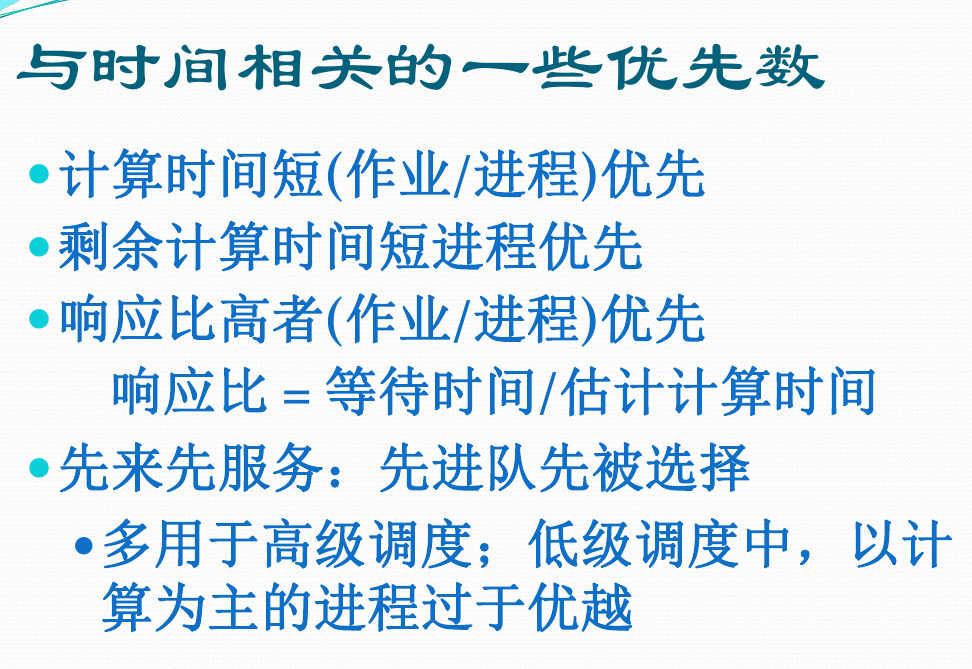 与时间相关的一些优先数
•计算时间短(作业/进程)优先
•剩余计算时间短进程优先
•响应比高者(作业/进程)优先
响应比 = 等待时间/估计计算时间
•先来先服务：先进队先被选择
•多用于高级调度；低级调度中，以计
算为主的进程过于优越